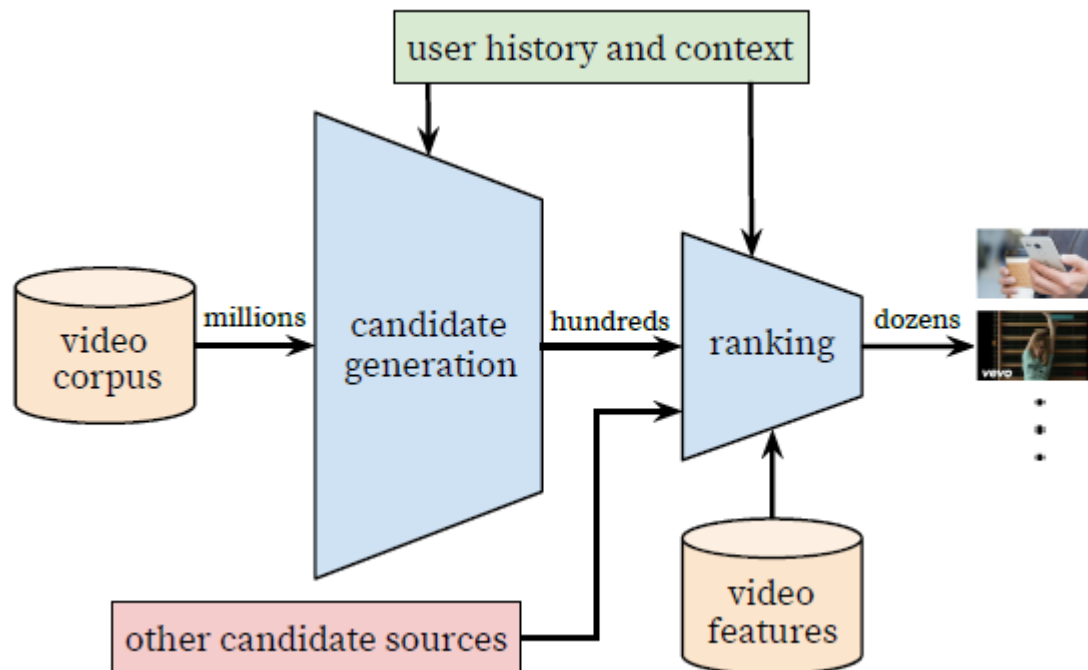 user history and context
video
corpus
millions
candidate
generation
hundreds
ranking
dozens
vevo
other candidate sources
video
features